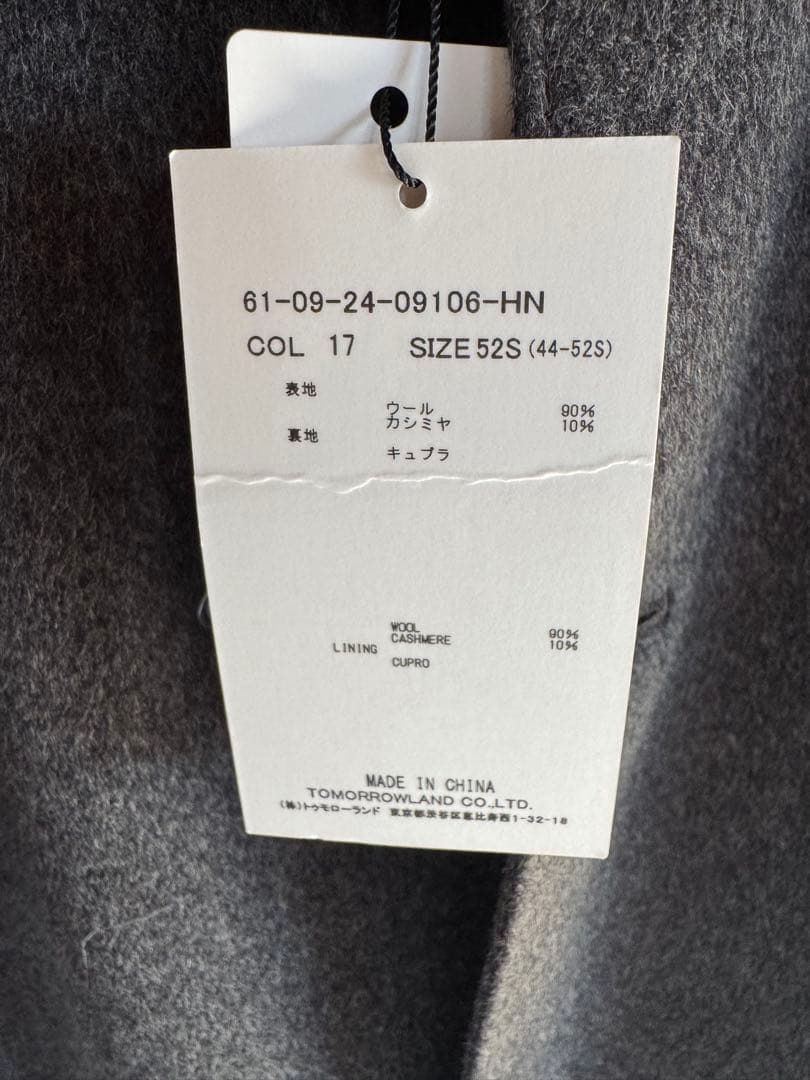 61-09-24-09106-HN
COL 17 SIZE 52S (44-52S)
表地
ウール 90%
カシミヤ 10%
裏地
キュプラ
WOOL 90%
CASHMERE 10%
LINING
CUPRO
MADE IN CHINA
TOMORROWLAND CO.,LTD.
(株)トゥモローランド 東京都渋谷区恵比寿西1-32-18